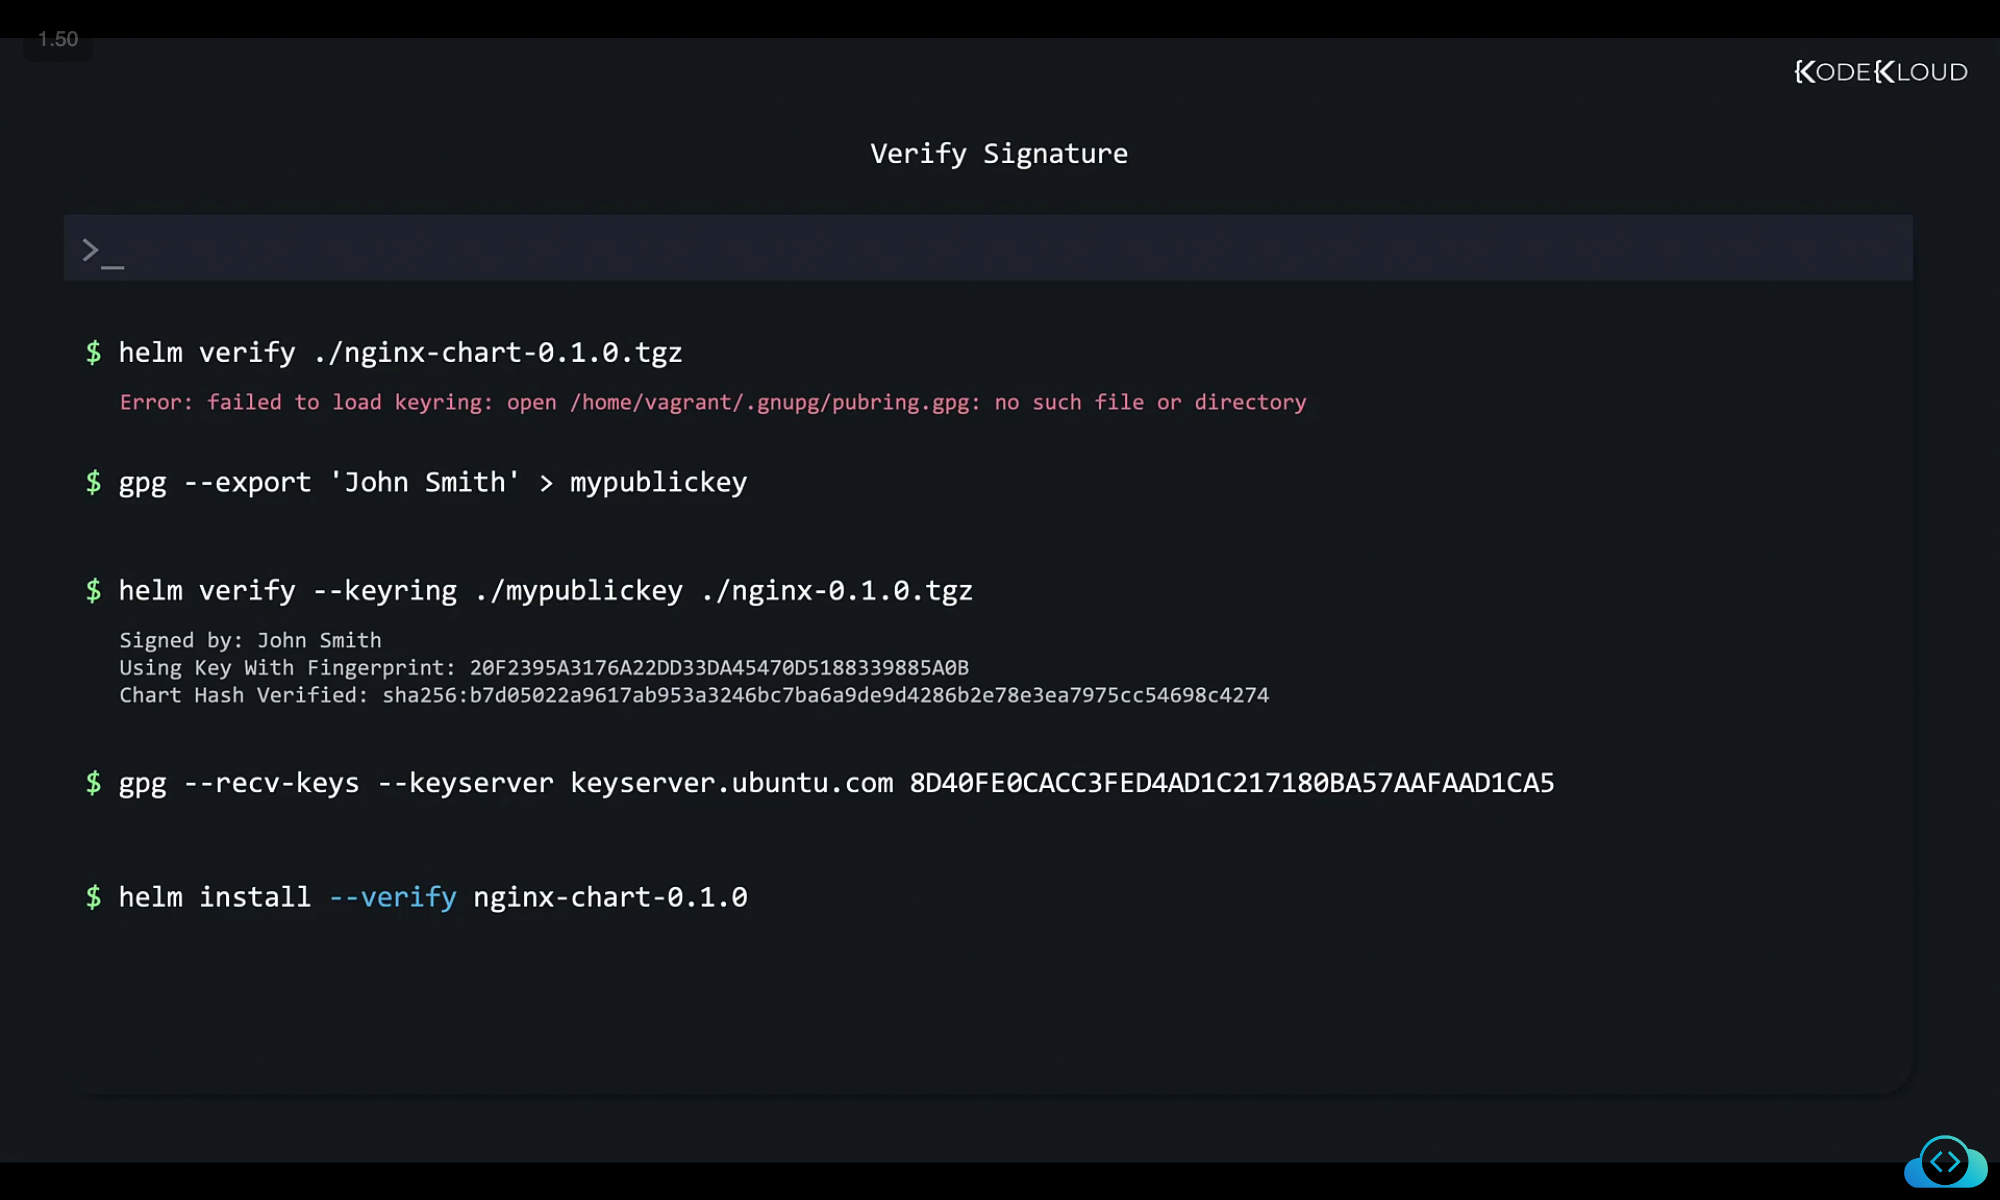 1.50
KODEKLOUD
Verify Signature
>_
$ helm verify ./nginx-chart-0.1.0.tgz
Error: failed to load keyring: open /home/vagrant/.gnupg/pubring.gpg: no such file or directory
$ gpg --export 'John Smith' > mypublickey
$ helm verify --keyring ./mypublickey ./nginx-0.1.0.tgz
Signed by: John Smith
Using Key With Fingerprint: 20F2395A3176A22DD33DA45470D5188339885A0B
Chart Hash Verified: sha256:b7d05022a9617ab953a3246bc7ba6a9de9d4286b2e78e3ea7975cc54698c4274
$ gpg --recv-keys --keyserver keyserver.ubuntu.com 8D40FE0CACC3FED4AD1C217180BA57AAFAAD1CA5
$ helm install --verify nginx-chart-0.1.0